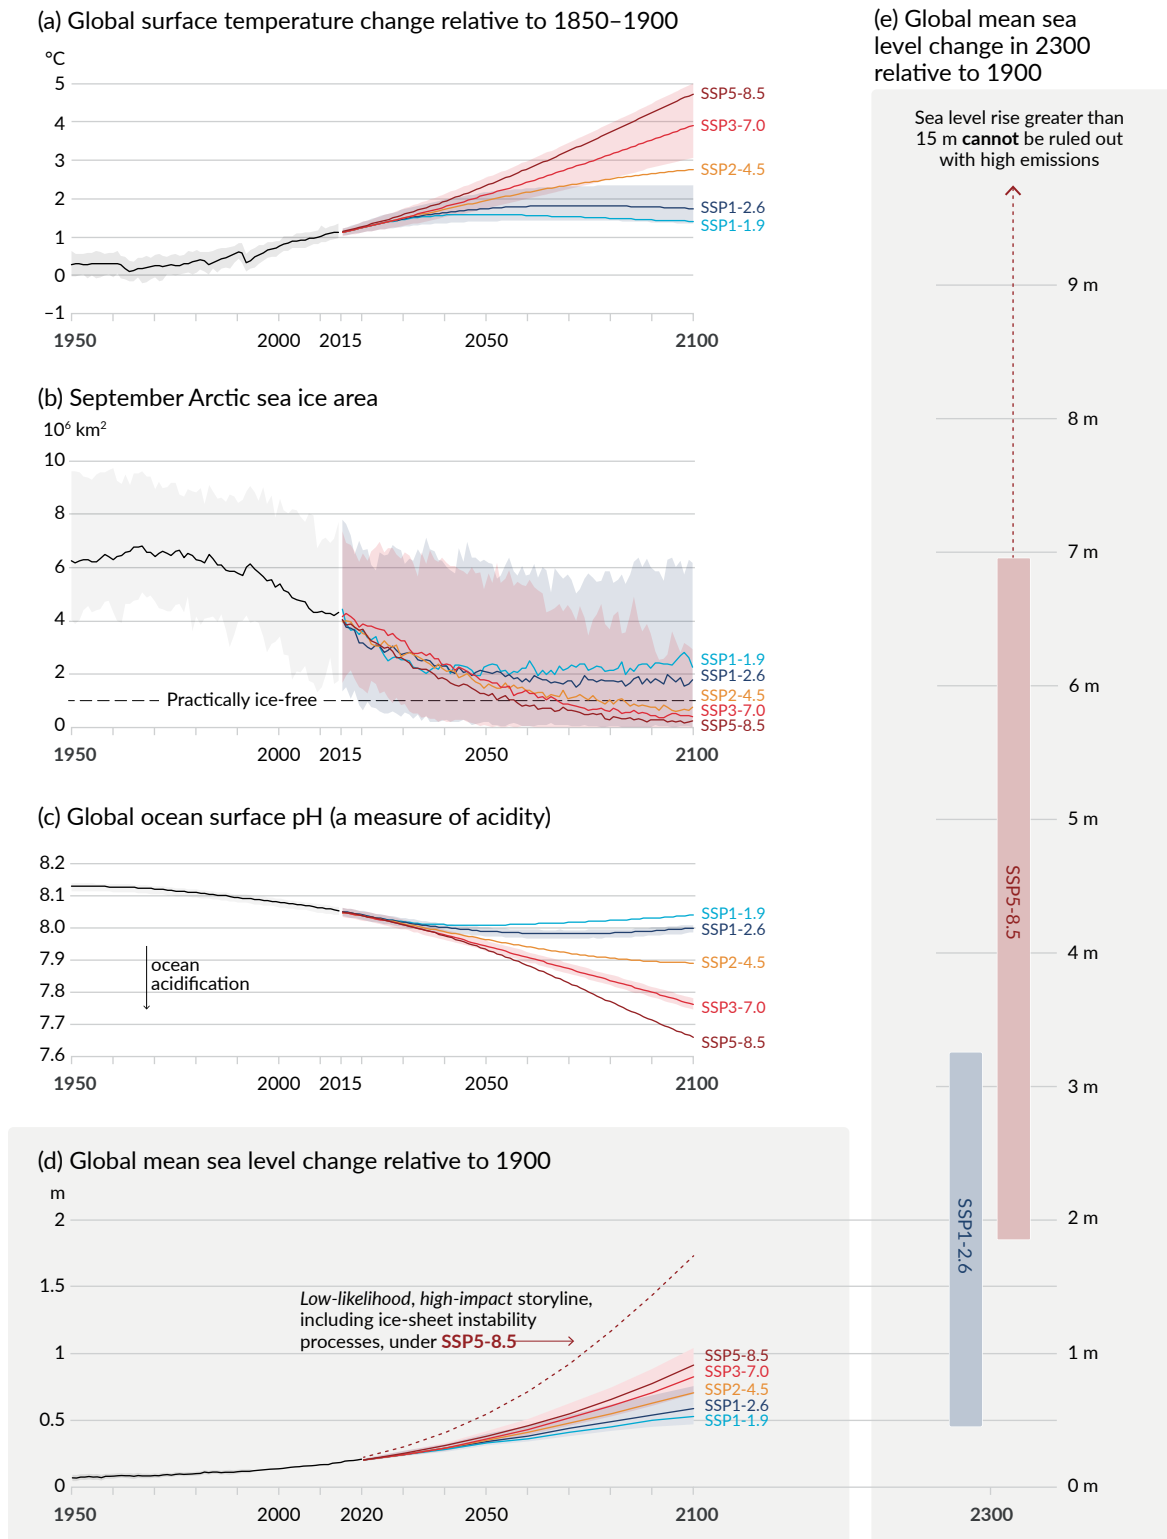 (a) Global surface temperature change relative to 1850–1900
°C
5
4
3
2
1
0
−1
SSP5-8.5
SSP3-7.0
SSP2-4.5
SSP1-2.6
SSP1-1.9
1950 2000 2015 2050 2100
(b) September Arctic sea ice area
10⁶ km²
10
8
6
4
2
0
Practically ice-free
SSP1-1.9
SSP1-2.6
SSP2-4.5
SSP3-7.0
SSP5-8.5
1950 2000 2015 2050 2100
(c) Global ocean surface pH (a measure of acidity)
8.2
8.1
8.0
7.9
7.8
7.7
7.6
ocean
acidification
SSP1-1.9
SSP1-2.6
SSP2-4.5
SSP3-7.0
SSP5-8.5
1950 2000 2015 2050 2100
(d) Global mean sea level change relative to 1900
m
2
1.5
1
0.5
0
Low-likelihood, high-impact storyline,
including ice-sheet instability
processes, under SSP5-8.5
SSP5-8.5
SSP3-7.0
SSP2-4.5
SSP1-2.6
SSP1-1.9
1950 2000 2020 2050 2100
(e) Global mean sea
level change in 2300
relative to 1900
Sea level rise greater than
15 m cannot be ruled out
with high emissions
9 m
8 m
7 m
6 m
5 m
4 m
3 m
2 m
1 m
0 m
SSP5-8.5
SSP1-2.6
2300